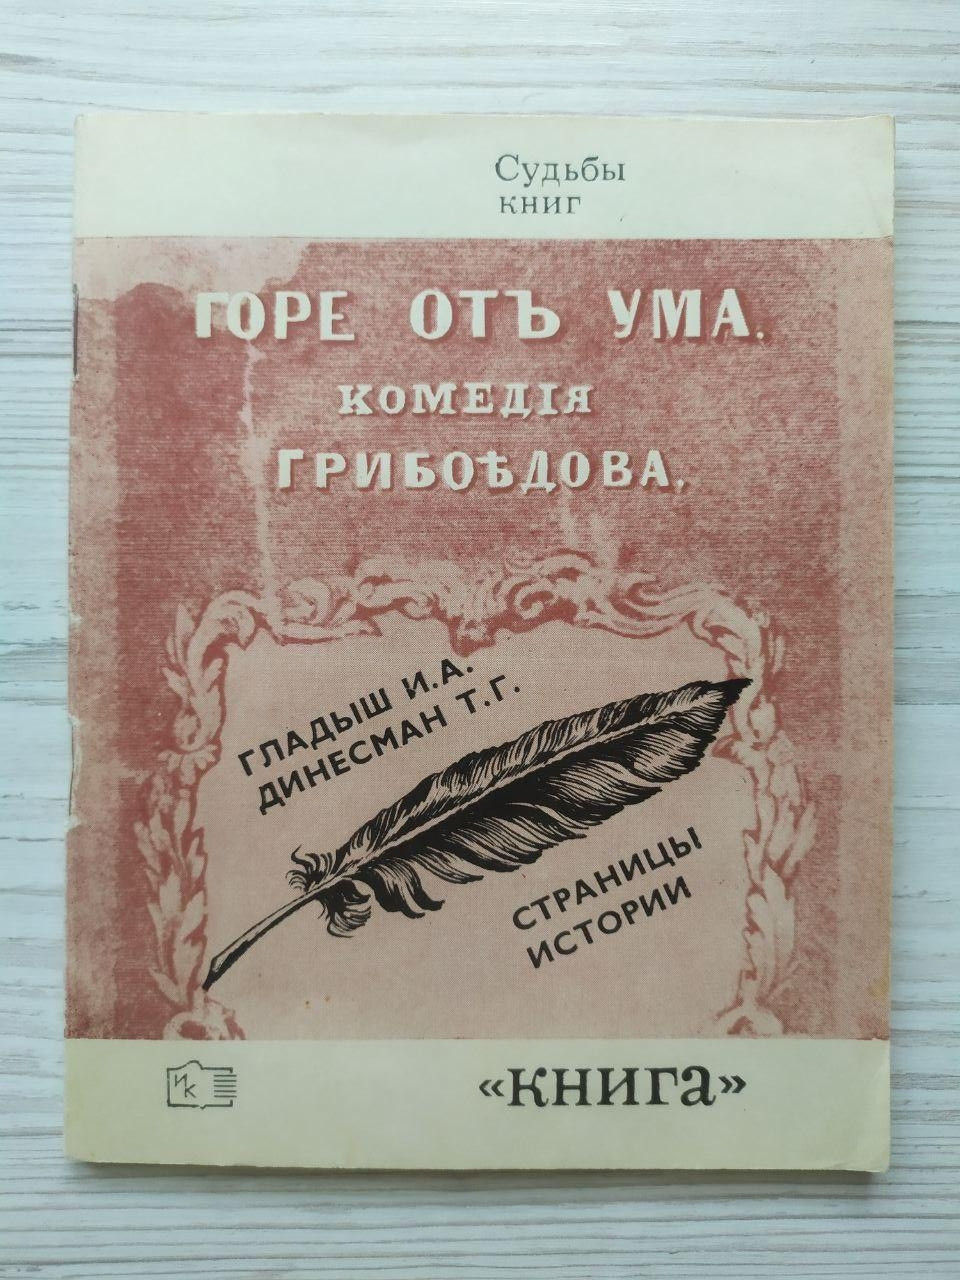 Судьбы
книг
ГОРЕ ОТЪ УМА.
КОМЕДІЯ
ГРИБОѢДОВА.
ГЛАДЫШ И.А.
ДИНЕСМАН Т.Г.
СТРАНИЦЫ
ИСТОРИИ
ИК
«КНИГА»